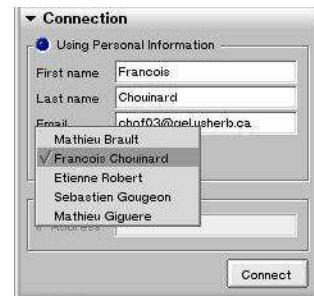 Connection
Using Personal Information
First name Francois
Last name Chouinard
Email chof03@gel.usherb.ca
Mathieu Brault
√ Francois Chouinard
Etienne Robert
Sebastien Gougeon
Mathieu Giguere
Address
Connect